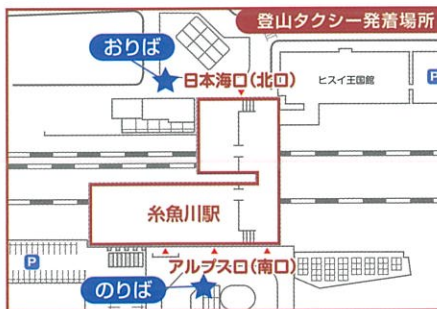 登山タクシー発着場所
おりば
日本海口(北口)
ヒスイ王国館
P
糸魚川駅
P
アルプス口(南口)
のりば